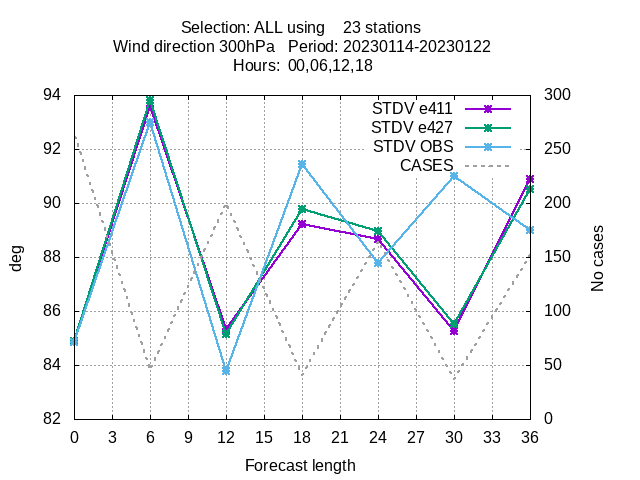 Selection: ALL using    23 stations
Wind direction 300hPa   Period: 20230114-20230122
Hours:  00,06,12,18
94 300
STDV e411
STDV e427
92 250
STDV OBS
CASES
90 200
deg
88 150
No cases
86 100
84 50
82 0
0 3 6 9 12 15 18 21 24 27 30 33 36
Forecast length